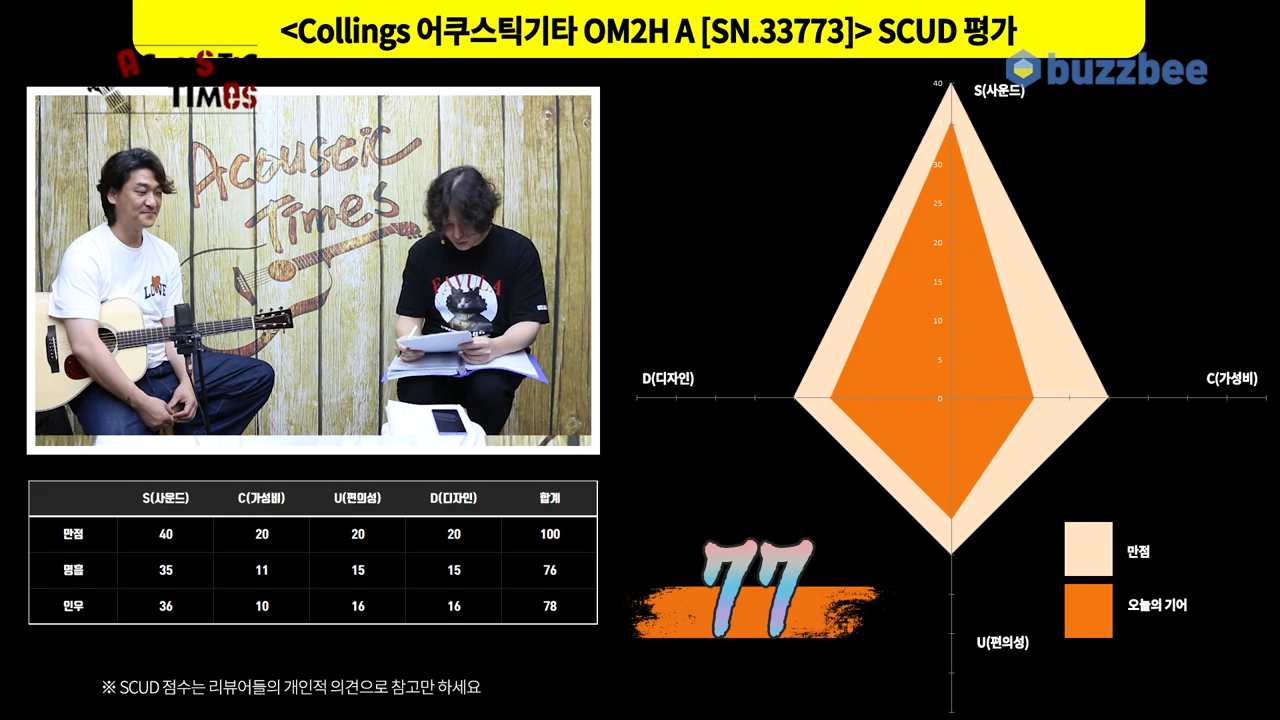 <Collings 어쿠스틱기타 OM2H A [SN.33773]> SCUD 평가
ACOUSTIC
TIMES
buzzbee
Acoustic
Times
LOVE
FAVULA
40
35
30
25
20
15
10
5
0
S(사운드)
D(디자인)
C(가성비)
U(편의성)
만점
오늘의 기어
S(사운드) C(가성비) U(편의성) D(디자인) 합계
만점 40 20 20 20 100
명흠 35 11 15 15 76
민우 36 10 16 16 78
77
※ SCUD 점수는 리뷰어들의 개인적 의견으로 참고만 하세요